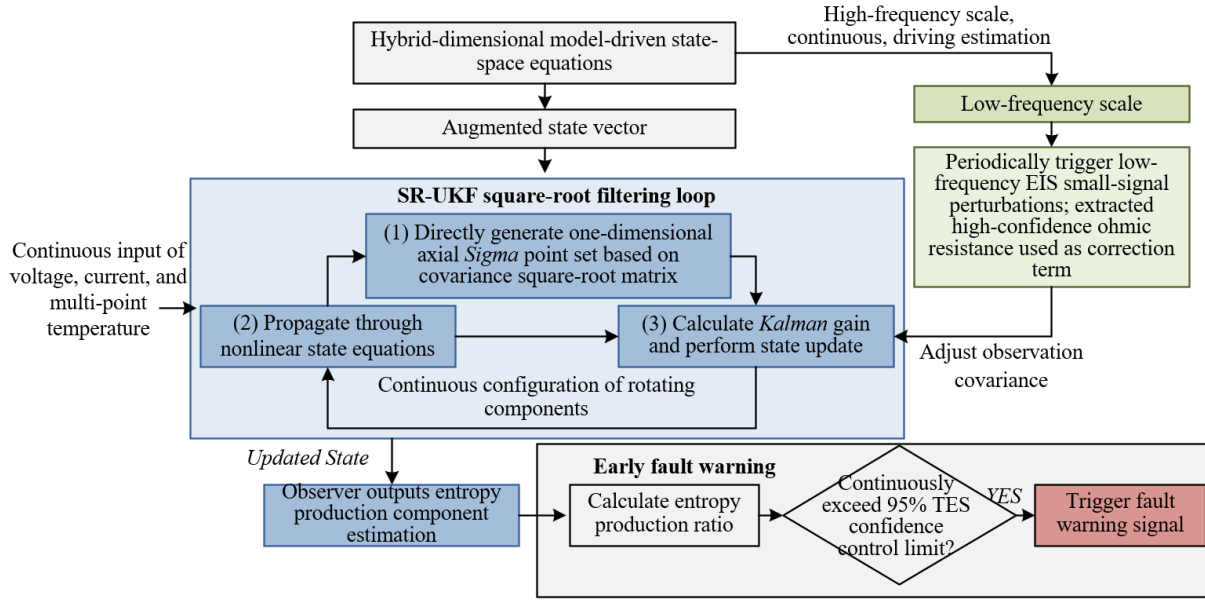 High-frequency scale,
continuous, driving estimation
Hybrid-dimensional model-driven state-
space equations
Low-frequency scale
Augmented state vector
Periodically trigger low-
frequency EIS small-signal
perturbations; extracted
high-confidence ohmic
resistance used as correction
term
SR-UKF square-root filtering loop
(1) Directly generate one-dimensional
axial Sigma point set based on
covariance square-root matrix
Continuous input of
voltage, current, and
multi-point
temperature
(2) Propagate through
nonlinear state equations
(3) Calculate Kalman gain
and perform state update
Adjust observation
covariance
Continuous configuration of rotating
components
Updated State
Observer outputs entropy
production component
estimation
Early fault warning
Calculate entropy
production ratio
Continuously
exceed 95% TES
confidence
control limit?
YES
Trigger fault
warning signal